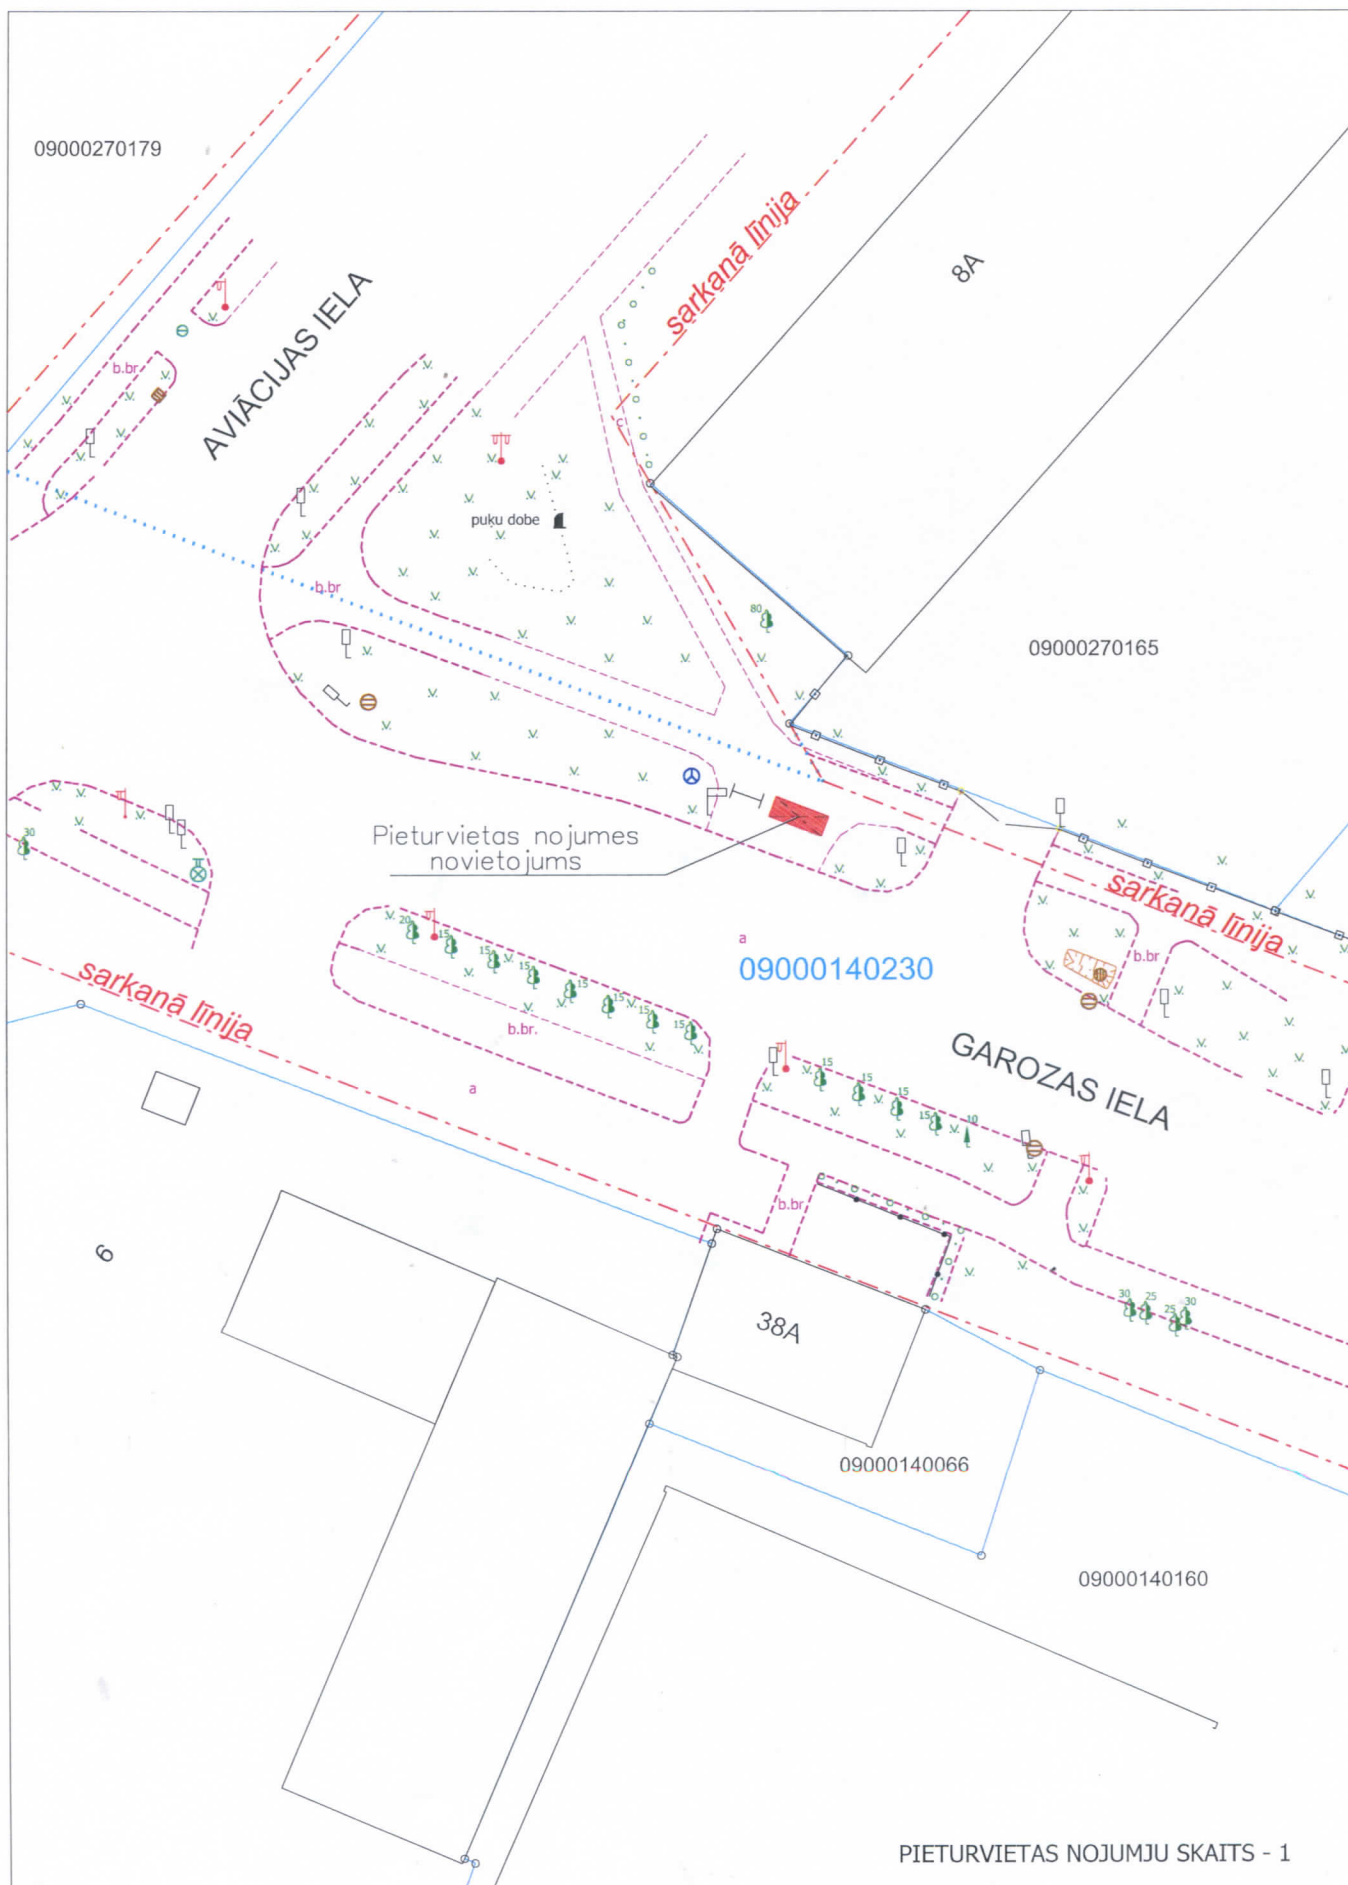 09000270179
sarkanā līnija
8A
AVIĀCIJAS IELA
b.br
c
puķu dobe
b.br
80
09000270165
Pieturvietas nojumes
novietojums
30
sarkanā līnija
20
15
15
15
15
15
15
15
a
09000140230
b.br
sarkanā līnija
b.br.
a
GAROZAS IELA
15
15
15
15
10
b.br
6
30
25
25
30
38A
09000140066
09000140160
PIETURVIETAS NOJUMJU SKAITS - 1